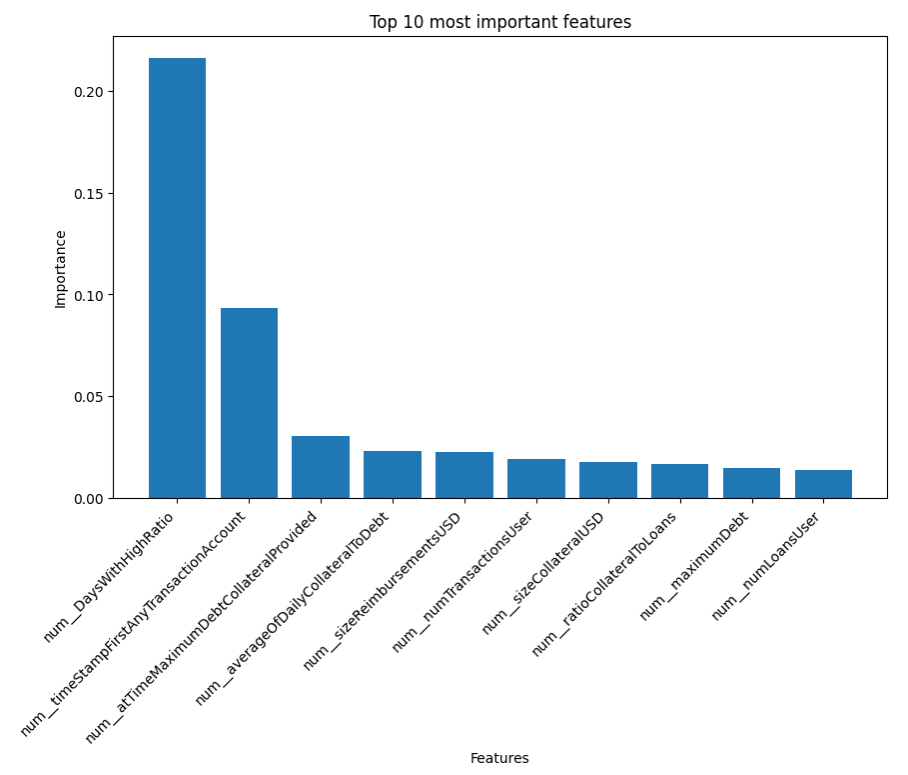 Top 10 most important features
Importance
0.20
0.15
0.10
0.05
0.00
num__DaysWithHighRatio
num__timeStampFirstAnyTransactionAccount
num__atTimeMaximumDebtCollateralProvided
num__averageOfDailyCollateralToDebt
num__sizeReimbursementsUSD
num__numTransactionsUser
num__sizeCollateralUSD
num__ratioCollateralToLoans
num__maximumDebt
num__numLoansUser
Features